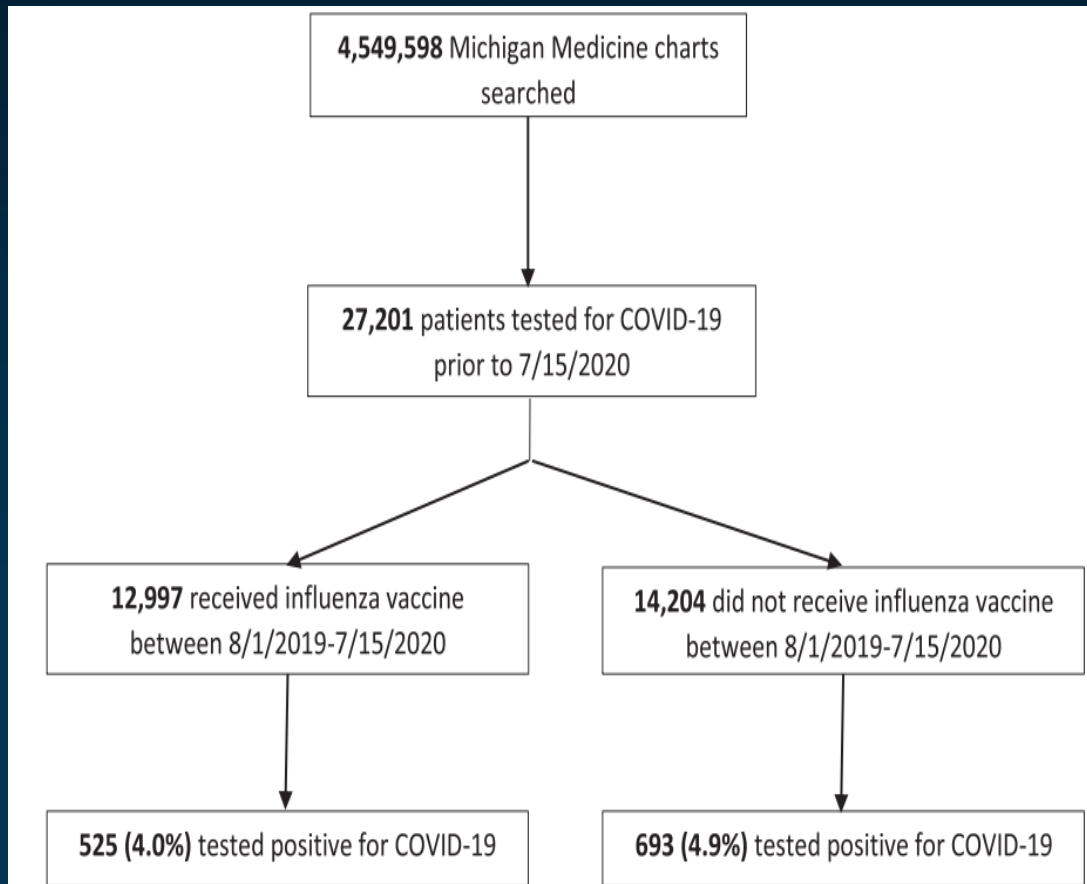 4,549,598 Michigan Medicine charts
searched
27,201 patients tested for COVID-19
prior to 7/15/2020
12,997 received influenza vaccine
between 8/1/2019-7/15/2020
14,204 did not receive influenza vaccine
between 8/1/2019-7/15/2020
525 (4.0%) tested positive for COVID-19
693 (4.9%) tested positive for COVID-19